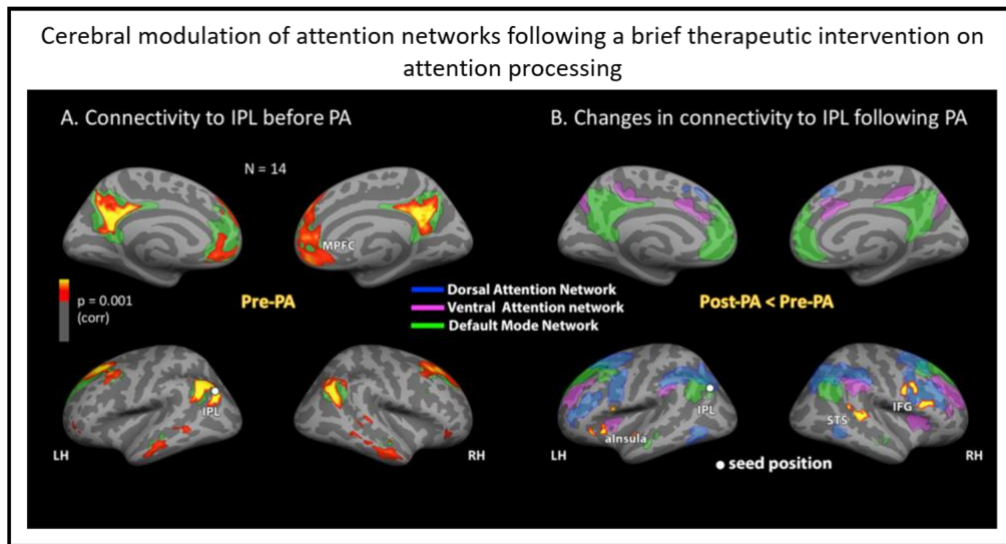 Cerebral modulation of attention networks following a brief therapeutic intervention on
attention processing
A. Connectivity to IPL before PA
B. Changes in connectivity to IPL following PA
N = 14
MPFC
p = 0.001
(corr)
Pre-PA
Dorsal Attention Network
Ventral Attention network
Default Mode Network
Post-PA < Pre-PA
IPL
LH
RH
aInsula
IPL
STS
IFG
LH
seed position
RH